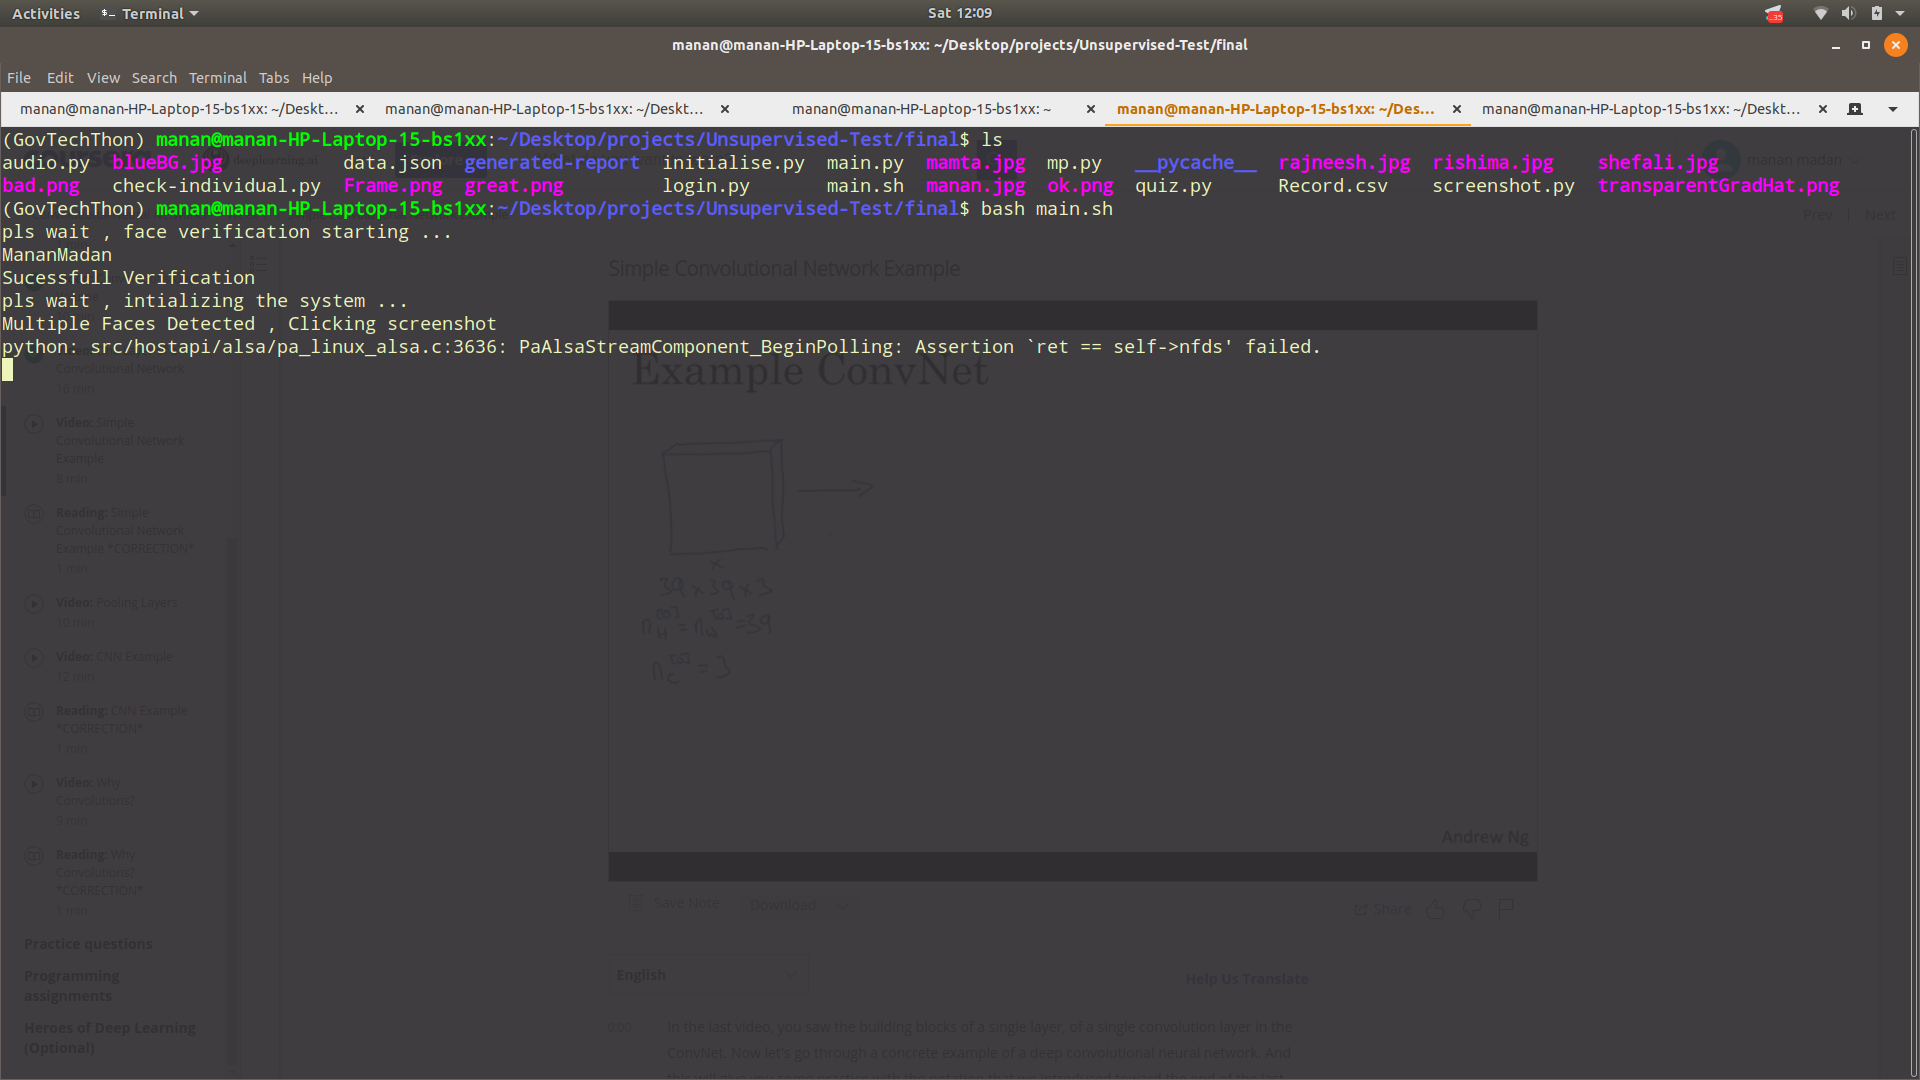 Activities Terminal Sat 12:09
manan@manan-HP-Laptop-15-bs1xx: ~/Desktop/projects/Unsupervised-Test/final
File Edit View Search Terminal Tabs Help
manan@manan-HP-Laptop-15-bs1xx: ~/Deskt... manan@manan-HP-Laptop-15-bs1xx: ~/Deskt... manan@manan-HP-Laptop-15-bs1xx: ~ manan@manan-HP-Laptop-15-bs1xx: ~/Des... manan@manan-HP-Laptop-15-bs1xx: ~/Deskt...
(GovTechThon) manan@manan-HP-Laptop-15-bs1xx:~/Desktop/projects/Unsupervised-Test/final$ ls
audio.py blueBG.jpg data.json generated-report initialise.py main.py mamta.jpg mp.py __pycache__ rajneesh.jpg rishima.jpg shefali.jpg
bad.png check-individual.py Frame.png great.png login.py main.sh manan.jpg ok.png quiz.py Record.csv screenshot.py transparentGradHat.png
(GovTechThon) manan@manan-HP-Laptop-15-bs1xx:~/Desktop/projects/Unsupervised-Test/final$ bash main.sh
pls wait , face verification starting ...
MananMadan
Sucessfull Verification
pls wait , intializing the system ...
Multiple Faces Detected , Clicking screenshot
python: src/hostapi/alsa/pa_linux_alsa.c:3636: PaAlsaStreamComponent_BeginPolling: Assertion `ret == self->nfds' failed.
deeplearning.ai
manan madan
Prev | Next
Convolutional Network
16 min
Video: Simple
Convolutional Network
Example
8 min
Reading: Simple
Convolutional Network
Example *CORRECTION*
1 min
Video: Pooling Layers
10 min
Video: CNN Example
12 min
Reading: CNN Example
*CORRECTION*
1 min
Video: Why
Convolutions?
9 min
Reading: Why
Convolutions?
*CORRECTION*
1 min
Practice questions
Programming
assignments
Heroes of Deep Learning
(Optional)
Simple Convolutional Network Example
Example ConvNet
x
39 x 39 x 3
= 39
= 3
Andrew Ng
Save Note Download Share
English Help Us Translate
0:00 In the last video, you saw the building blocks of a single layer, of a single convolution layer in the
ConvNet. Now let's go through a concrete example of a deep convolutional neural network. And